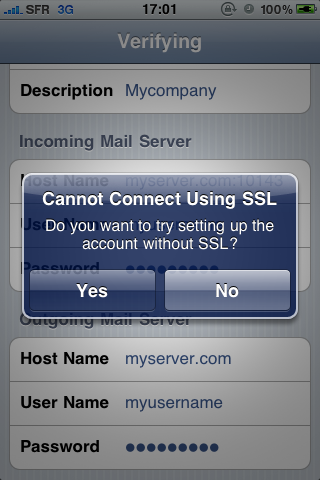 SFR 3G 17:01 100%
Verifying
Description Mycompany
Incoming Mail Server
Host Name myserver.com:10143
Cannot Connect Using SSL
Do you want to try setting up the
account without SSL?
Password
Yes No
Outgoing Mail Server
Host Name myserver.com
User Name myusername
Password